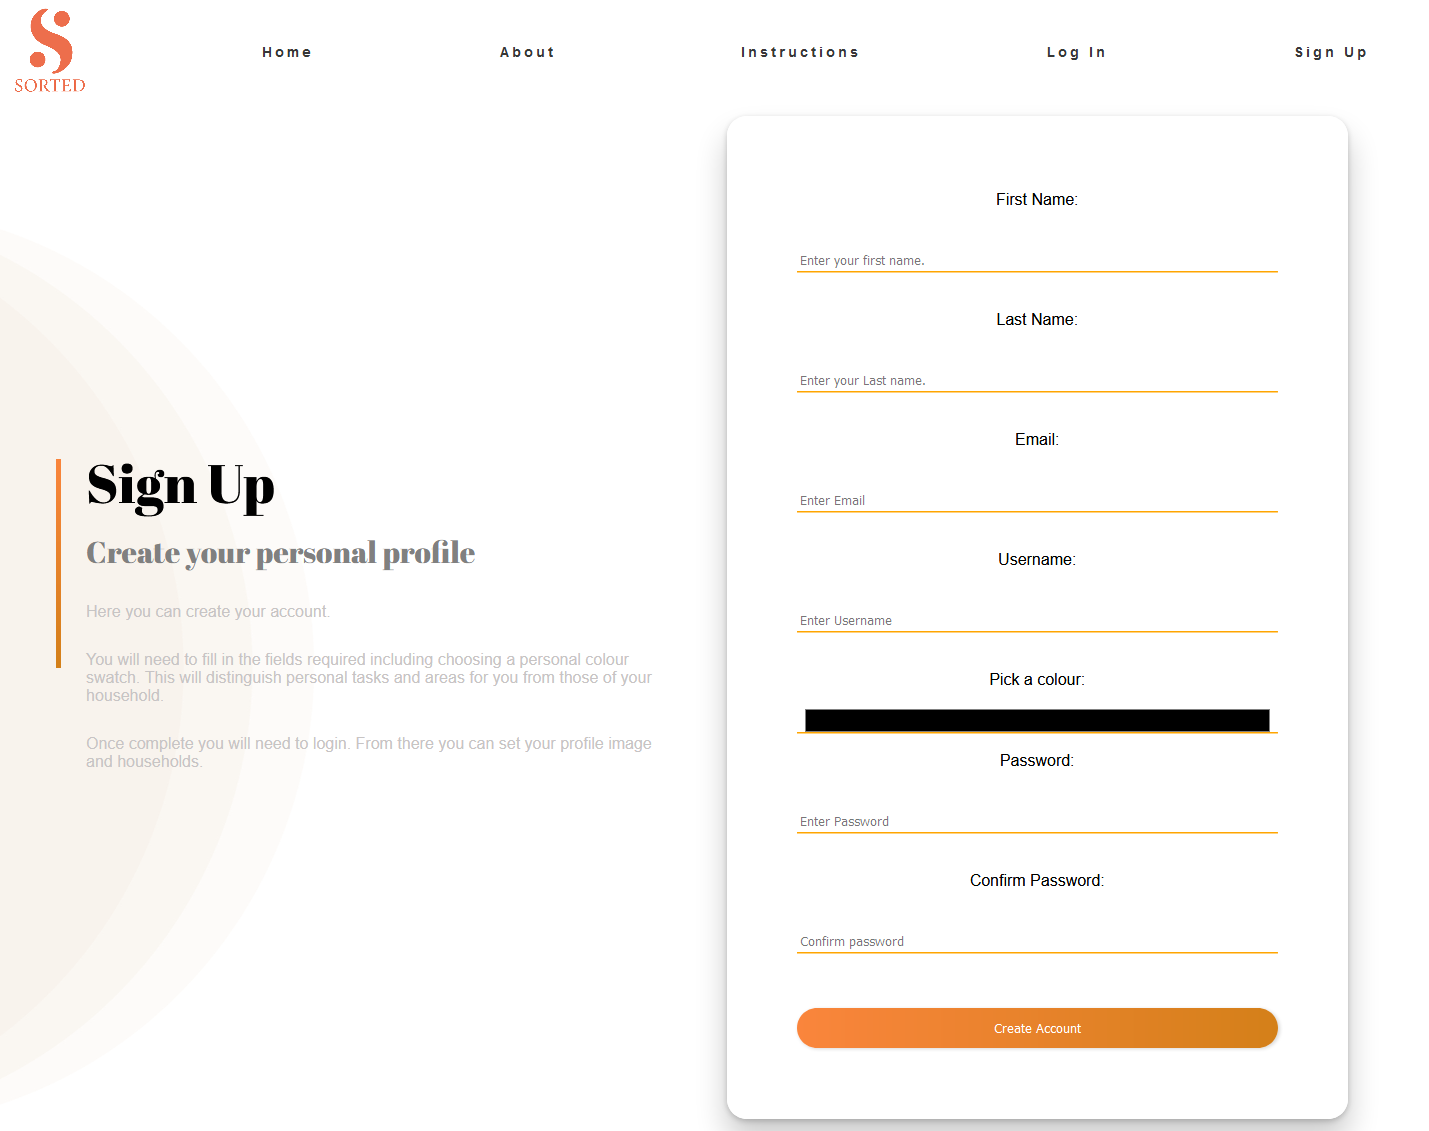 SORTED
Home
About
Instructions
Log In
Sign Up
Sign Up
Create your personal profile
Here you can create your account.
You will need to fill in the fields required including choosing a personal colour
swatch. This will distinguish personal tasks and areas for you from those of your
household.
Once complete you will need to login. From there you can set your profile image
and households.
First Name:
Enter your first name.
Last Name:
Enter your Last name.
Email:
Enter Email
Username:
Enter Username
Pick a colour:
Password:
Enter Password
Confirm Password:
Confirm password
Create Account